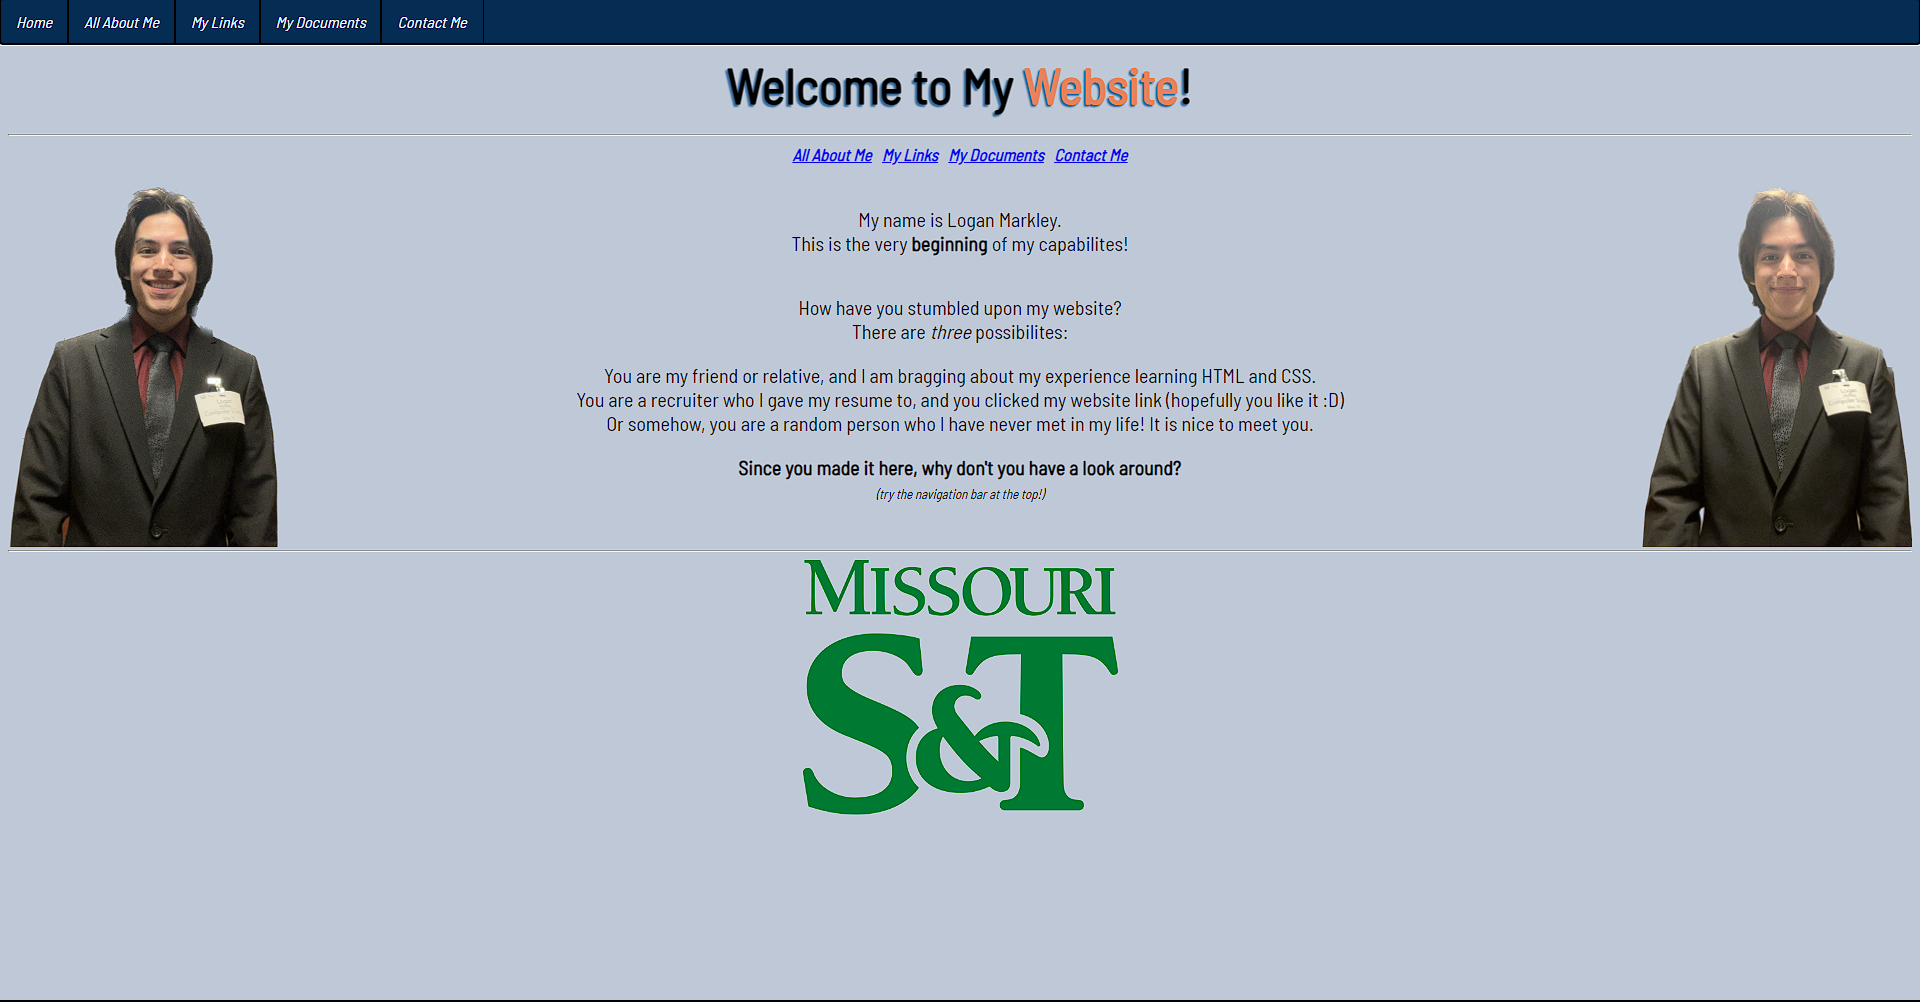 Home All About Me My Links My Documents Contact Me
Welcome to My Website!
All About Me My Links My Documents Contact Me
My name is Logan Markley.
This is the very beginning of my capabilites!
How have you stumbled upon my website?
There are three possibilites:
You are my friend or relative, and I am bragging about my experience learning HTML and CSS.
You are a recruiter who I gave my resume to, and you clicked my website link (hopefully you like it :D)
Or somehow, you are a random person who I have never met in my life! It is nice to meet you.
Since you made it here, why don't you have a look around?
(try the navigation bar at the top!)
MISSOURI
S&T